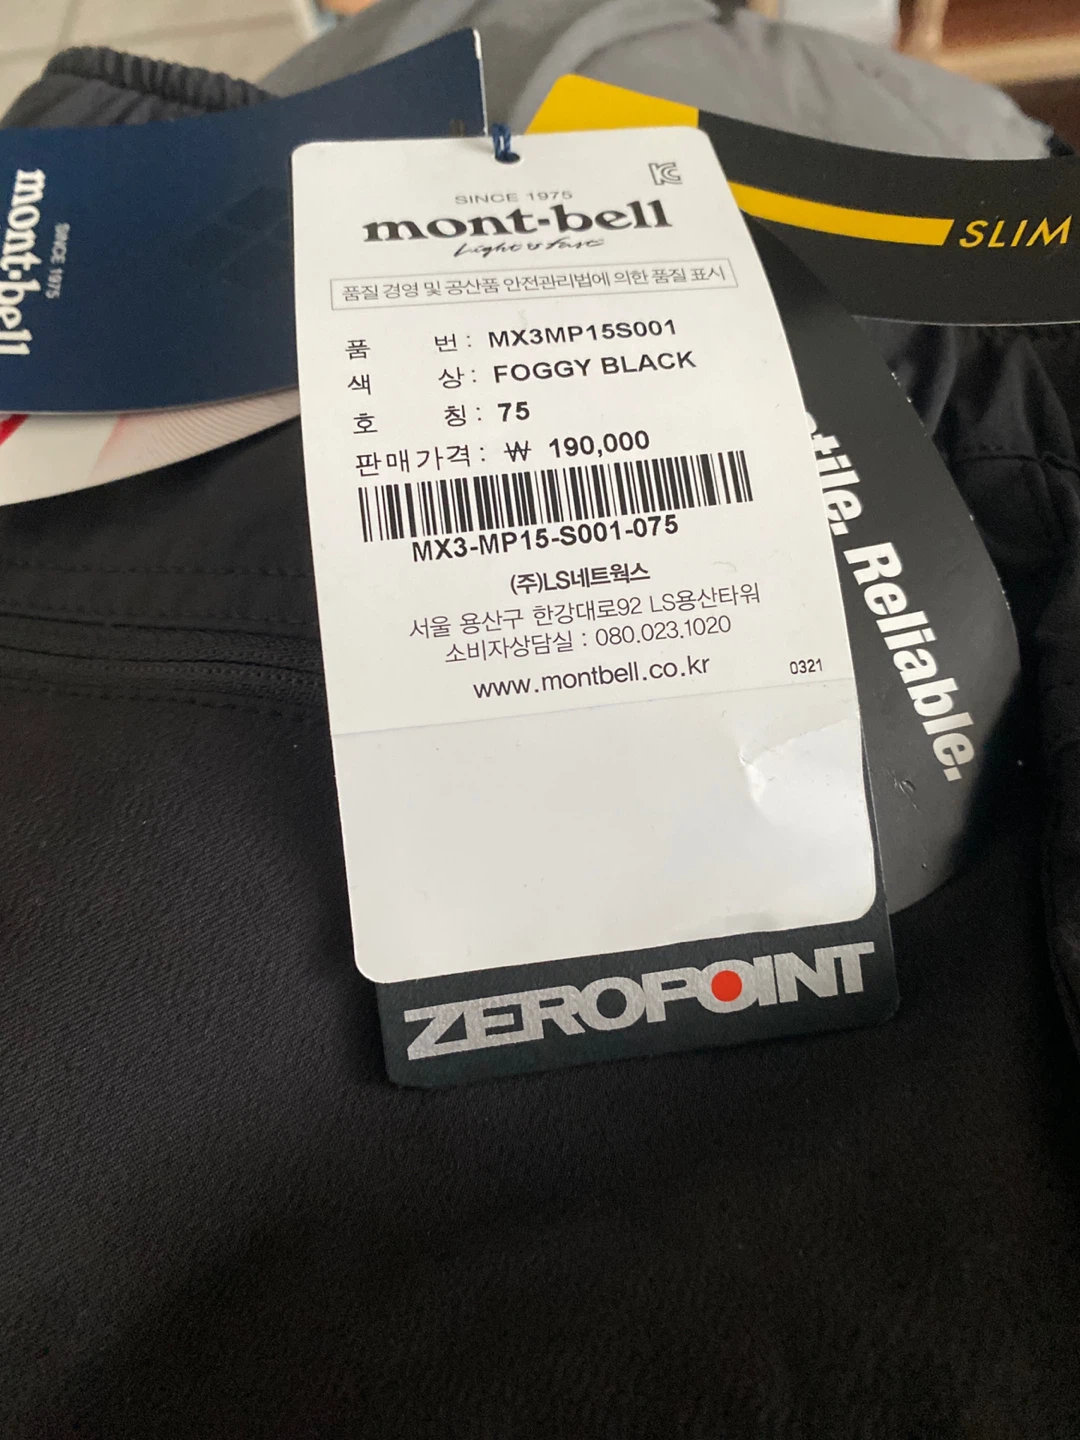 SINCE 1975
mont-bell
SLIM
KC
SINCE 1975
mont-bell
Light & Fast
품질 경영 및 공산품 안전관리법에 의한 품질 표시
품 번 : MX3MP15S001
색 상 : FOGGY BLACK
호 칭 : 75
판매가격 : ₩ 190,000
MX3-MP15-S001-075
(주)LS네트웍스
서울 용산구 한강대로92 LS용산타워
소비자상담실 : 080.023.1020
www.montbell.co.kr
0321
Reliable.
ZEROPOINT